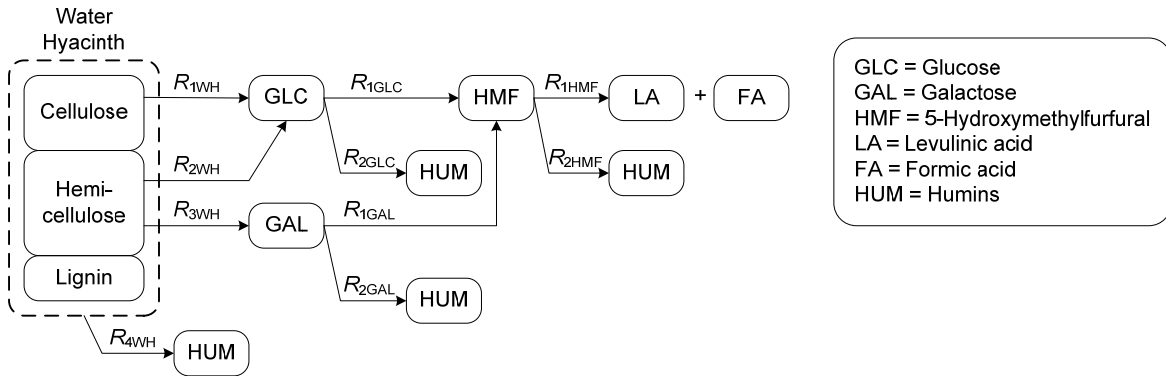 Water
Hyacinth
Cellulose
Hemi-
cellulose
Lignin
R1WH
R2WH
R3WH
R4WH
HUM
GLC
GAL
R1GLC
R2GLC
HUM
R1GAL
R2GAL
HUM
HMF
R1HMF
R2HMF
HUM
LA + FA
GLC = Glucose
GAL = Galactose
HMF = 5-Hydroxymethylfurfural
LA = Levulinic acid
FA = Formic acid
HUM = Humins